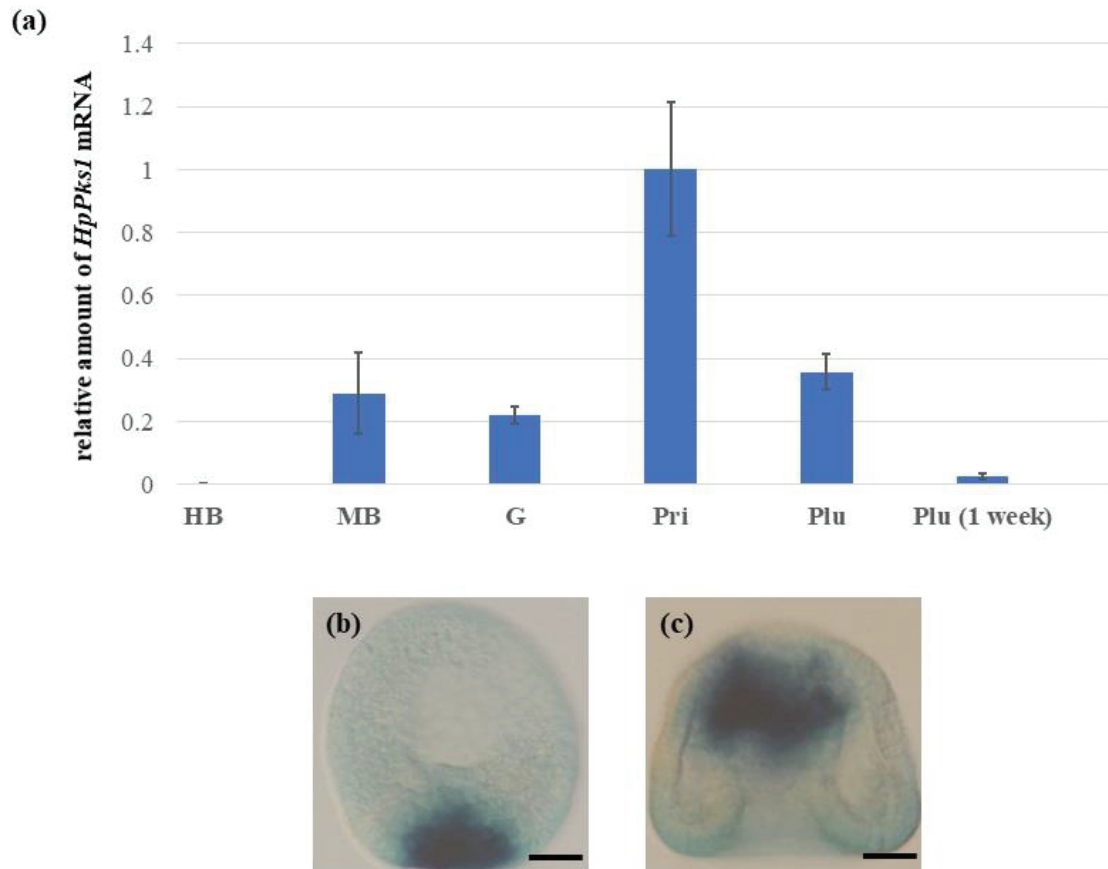 (a)
relative amount of HpPks1 mRNA
1.4
1.2
1
0.8
0.6
0.4
0.2
0
HB MB G Pri Plu Plu (1 week)
(b) (c)